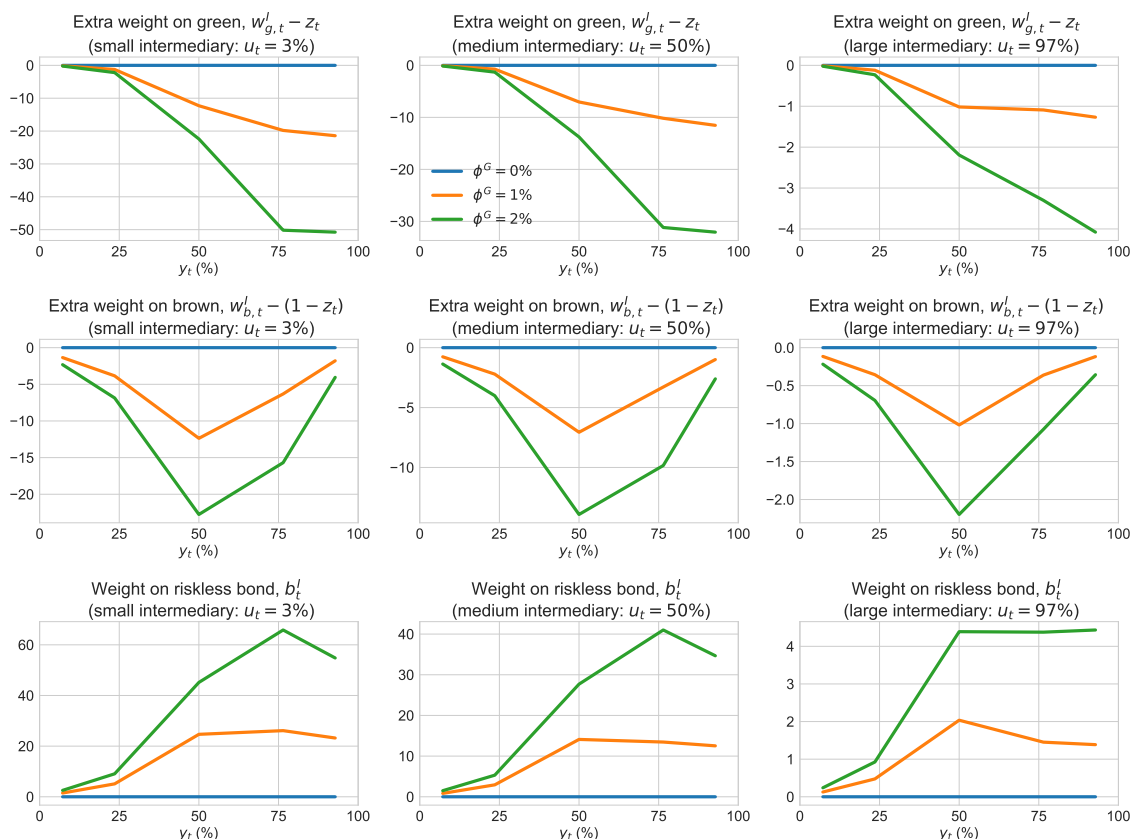 Extra weight on green, $w^I_{g,t} - z_t$
(small intermediary: $u_t = 3\%$)
0
−10
−20
−30
−40
−50
0 25 50 75 100
$y_t$ (%)
Extra weight on green, $w^I_{g,t} - z_t$
(medium intermediary: $u_t = 50\%$)
0
−10
−20
−30
$\phi^G = 0\%$
$\phi^G = 1\%$
$\phi^G = 2\%$
0 25 50 75 100
$y_t$ (%)
Extra weight on green, $w^I_{g,t} - z_t$
(large intermediary: $u_t = 97\%$)
0
−1
−2
−3
−4
0 25 50 75 100
$y_t$ (%)
Extra weight on brown, $w^I_{b,t} - (1 - z_t)$
(small intermediary: $u_t = 3\%$)
0
−5
−10
−15
−20
0 25 50 75 100
$y_t$ (%)
Extra weight on brown, $w^I_{b,t} - (1 - z_t)$
(medium intermediary: $u_t = 50\%$)
0
−5
−10
0 25 50 75 100
$y_t$ (%)
Extra weight on brown, $w^I_{b,t} - (1 - z_t)$
(large intermediary: $u_t = 97\%$)
0.0
−0.5
−1.0
−1.5
−2.0
0 25 50 75 100
$y_t$ (%)
Weight on riskless bond, $b^I_t$
(small intermediary: $u_t = 3\%$)
60
40
20
0
0 25 50 75 100
$y_t$ (%)
Weight on riskless bond, $b^I_t$
(medium intermediary: $u_t = 50\%$)
40
30
20
10
0
0 25 50 75 100
$y_t$ (%)
Weight on riskless bond, $b^I_t$
(large intermediary: $u_t = 97\%$)
4
3
2
1
0
0 25 50 75 100
$y_t$ (%)